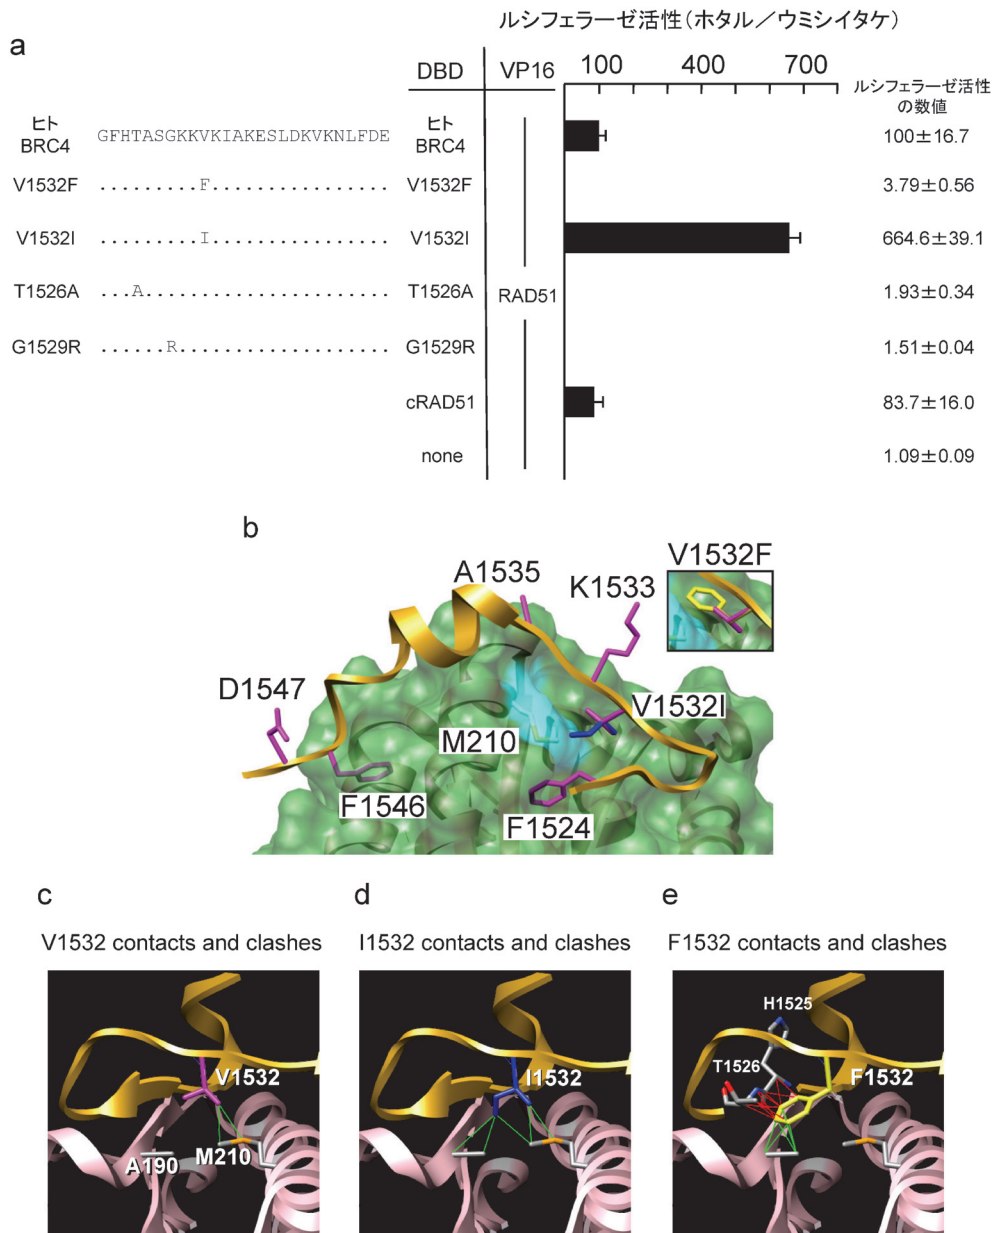 ルシフェラーゼ活性(ホタル／ウミシイタケ)
a
DBD VP16 100 400 700
ルシフェラーゼ活性
の数値
ヒト
BRC4
GFHTASGKKVKIAKESLDKVKNLFDE
ヒト
BRC4
100±16.7
V1532F .........F................ V1532F 3.79±0.56
V1532I .........I................ V1532I 664.6±39.1
T1526A ...A...................... T1526A RAD51 1.93±0.34
G1529R ......R................... G1529R 1.51±0.04
cRAD51 83.7±16.0
none 1.09±0.09
b
V1532F
A1535
K1533
D1547
V1532I
M210
F1546
F1524
c
V1532 contacts and clashes
V1532
A190
M210
d
I1532 contacts and clashes
I1532
e
F1532 contacts and clashes
H1525
T1526
F1532